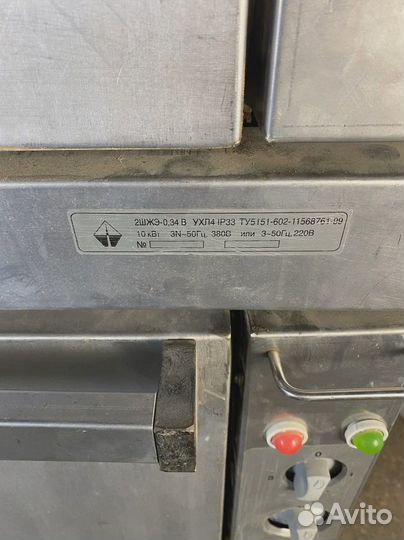 2ШЖЭ-0,34 В УХЛ4 IP33 ТУ5151-602-11568761-99
10 кВт 3N~50Гц, 380В или 3~50Гц, 220В
№
Avito